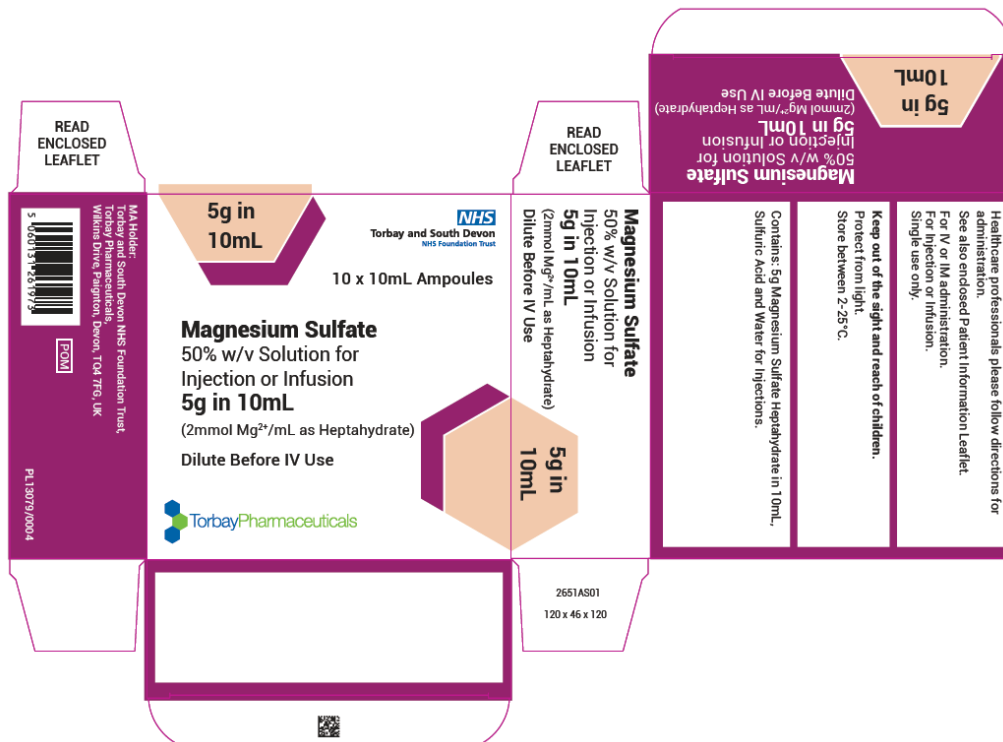 READ
ENCLOSED
LEAFLET
MA Holder:
Torbay and South Devon NHS Foundation Trust,
Torbay Pharmaceuticals,
Wilkins Drive, Paignton, Devon, TQ4 7FG, UK
5 060131 261973
POM
PL13079/0004
5g in
10mL
NHS
Torbay and South Devon
NHS Foundation Trust
10 x 10mL Ampoules
Magnesium Sulfate
50% w/v Solution for
Injection or Infusion
5g in 10mL
(2mmol Mg²⁺/mL as Heptahydrate)
Dilute Before IV Use
TorbayPharmaceuticals
READ
ENCLOSED
LEAFLET
Magnesium Sulfate
50% w/v Solution for
Injection or Infusion
5g in 10mL
(2mmol Mg²⁺/mL as Heptahydrate)
Dilute Before IV Use
5g in
10mL
2651AS01
120 x 46 x 120
Magnesium Sulfate
50% w/v Solution for
Injection or Infusion
5g in 10mL
(2mmol Mg²⁺/mL as Heptahydrate)
Dilute Before IV Use
5g in
10mL
Healthcare professionals please follow directions for
administration.
See also enclosed Patient Information Leaflet.
For IV or IM administration.
For Injection or Infusion.
Single use only.
Keep out of the sight and reach of children.
Protect from light.
Store between 2-25°C.
Contains: 5g Magnesium Sulfate Heptahydrate in 10mL,
Sulfuric Acid and Water for Injections.